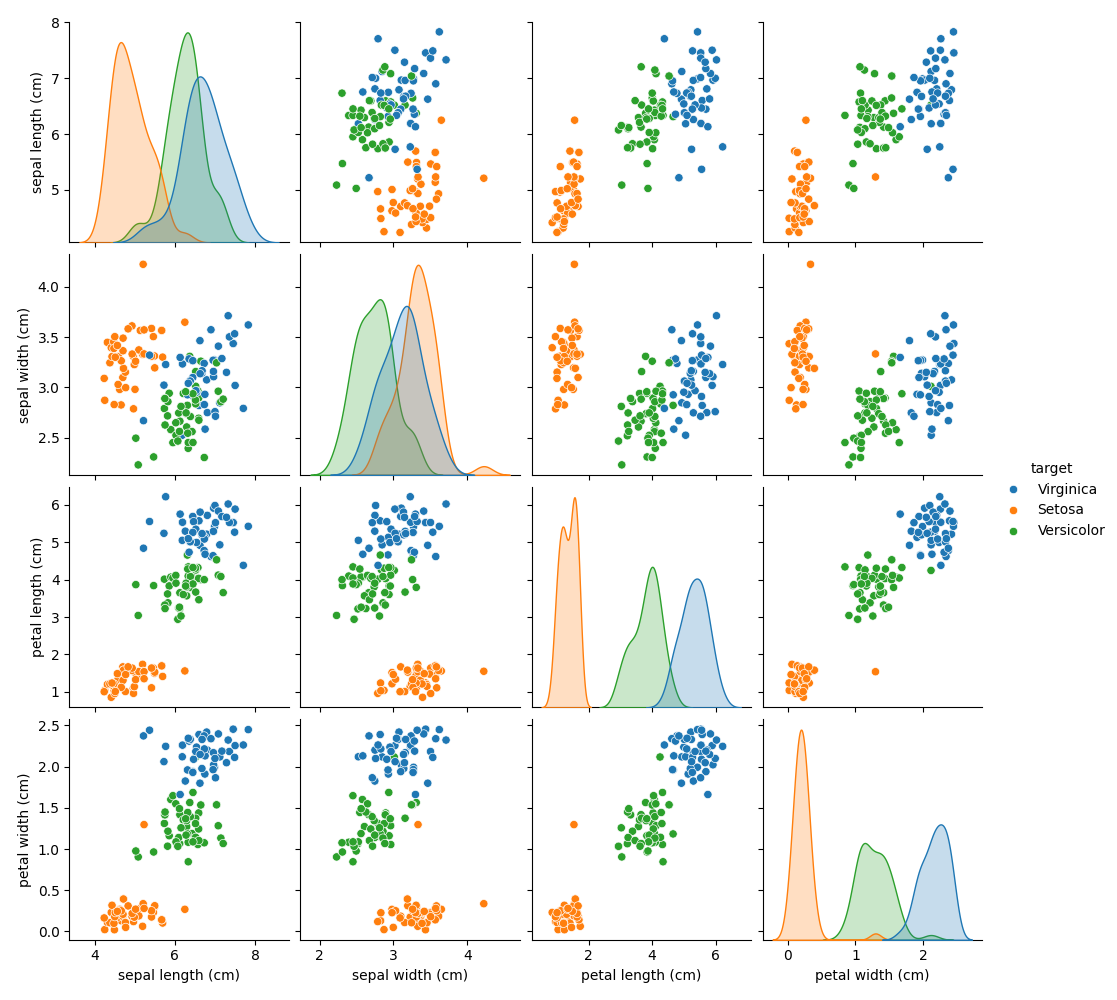 8
7
6
5
sepal length (cm)
4.0
3.5
3.0
2.5
sepal width (cm)
target
Virginica
Setosa
Versicolor
6
5
4
3
2
1
petal length (cm)
2.5
2.0
1.5
1.0
0.5
0.0
petal width (cm)
4 6 8
2 3 4
2 4 6
0 1 2
sepal length (cm)
sepal width (cm)
petal length (cm)
petal width (cm)